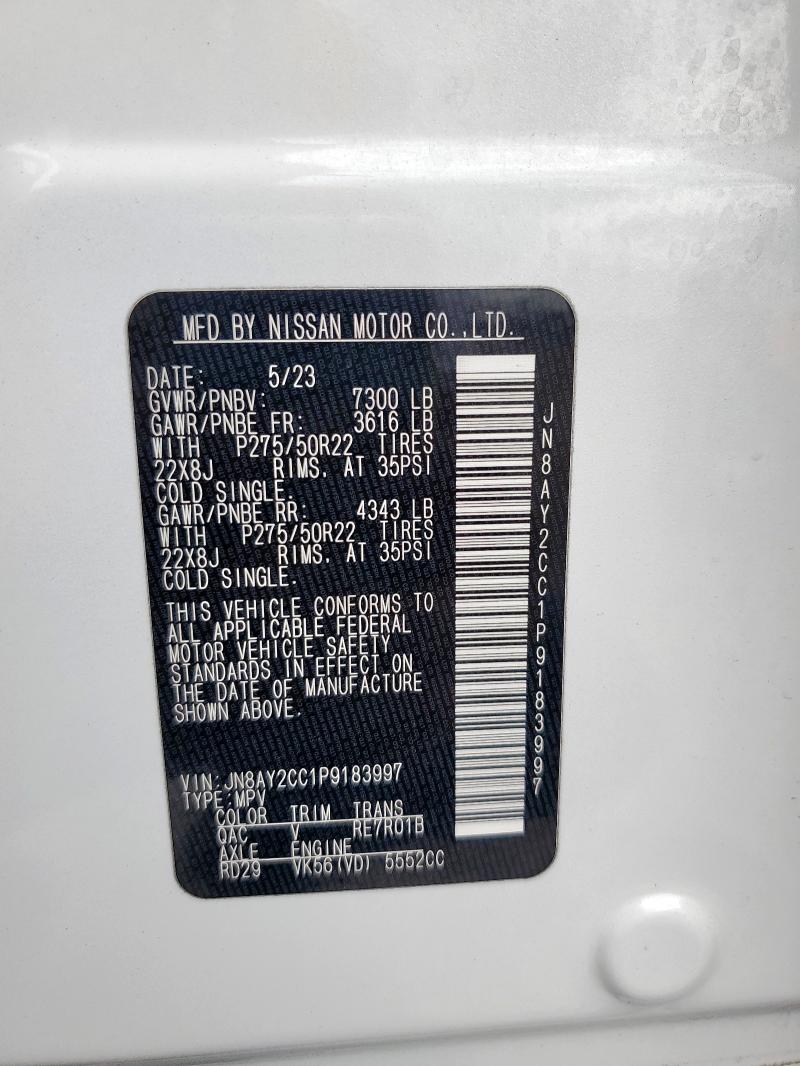 MFD BY NISSAN MOTOR CO.,LTD.
DATE: 5/23
GVWR/PNBV: 7300 LB
GAWR/PNBE FR: 3616 LB
WITH P275/50R22 TIRES
22X8J RIMS, AT 35PSI
COLD SINGLE.
GAWR/PNBE RR: 4343 LB
WITH P275/50R22 TIRES
22X8J RIMS, AT 35PSI
COLD SINGLE.
THIS VEHICLE CONFORMS TO
ALL APPLICABLE FEDERAL
MOTOR VEHICLE SAFETY
STANDARDS IN EFFECT ON
THE DATE OF MANUFACTURE
SHOWN ABOVE.
VIN:JN8AY2CC1P9183997
TYPE:MPV
COLOR TRIM TRANS
QAC V RE7R01B
AXLE ENGINE
RD29 VK56(VD) 5552CC
JN8AY2CC1P9183997